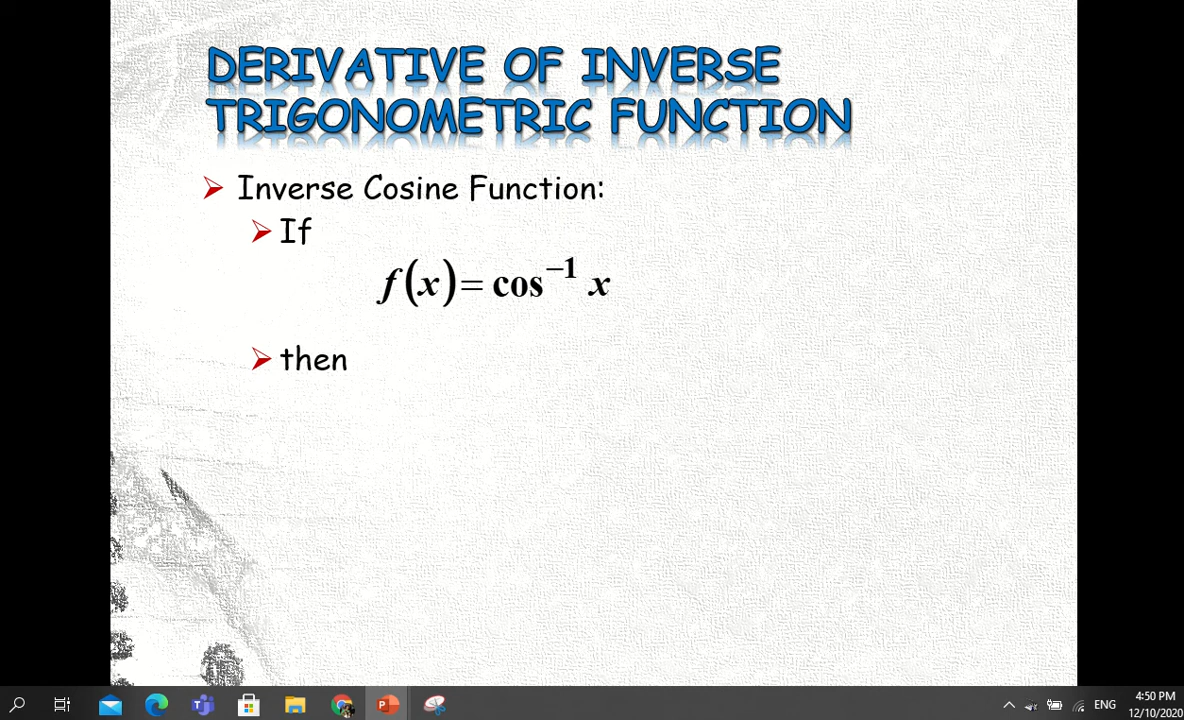 DERIVATIVE OF INVERSE
TRIGONOMETRIC FUNCTION
Inverse Cosine Function:
If
f(x)=cos⁻¹ x
then
ENG
4:50 PM
12/10/2020